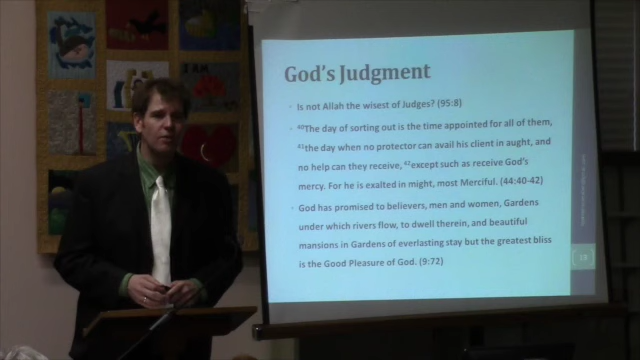 God's Judgment
Is not Allah the wisest of Judges? (95:8)
40The day of sorting out is the time appointed for all of them,
41the day when no protector can avail his client in aught, and
no help can they receive, 42except such as receive God's
mercy. For he is exalted in might, most Merciful. (44:40-42)
God has promised to believers, men and women, Gardens
under which rivers flow, to dwell therein, and beautiful
mansions in Gardens of everlasting stay but the greatest bliss
is the Good Pleasure of God. (9:72)
I AM